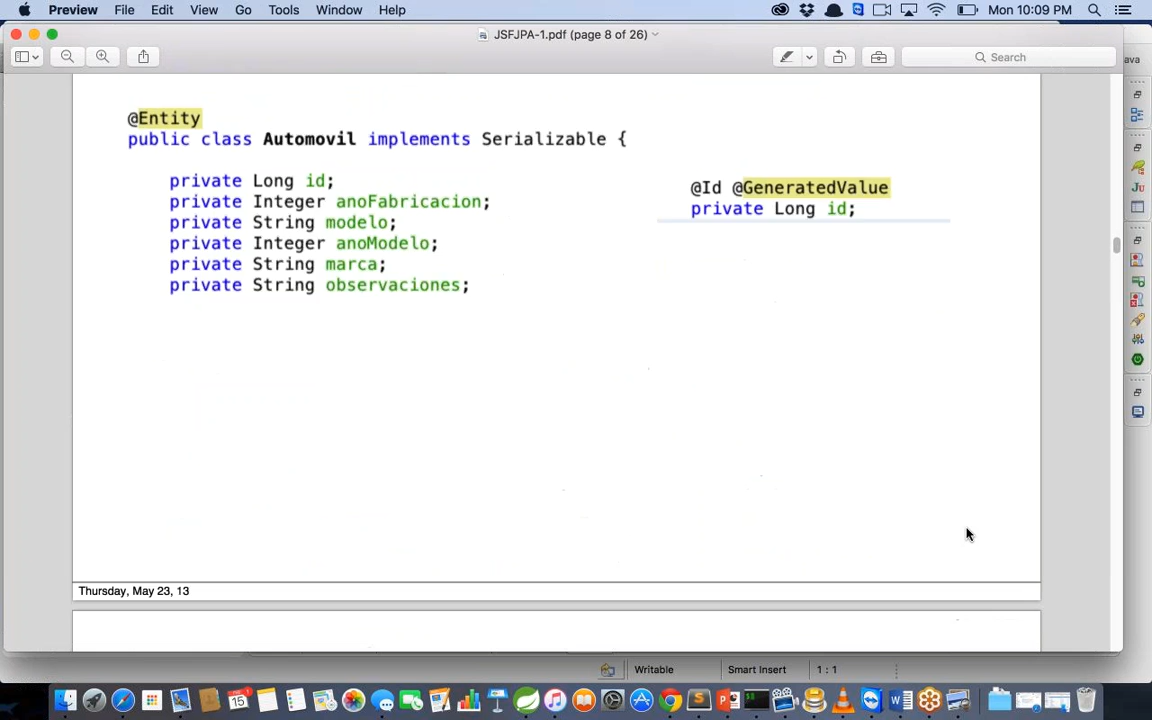 Preview File Edit View Go Tools Window Help Mon 10:09 PM
JSFJPA-1.pdf (page 8 of 26)
Search
ava
@Entity
public class Automovil implements Serializable {
private Long id;
private Integer anoFabricacion;
private String modelo;
private Integer anoModelo;
private String marca;
private String observaciones;
@Id @GeneratedValue
private Long id;
Ju
Thursday, May 23, 13
Writable Smart Insert 1 : 1
15